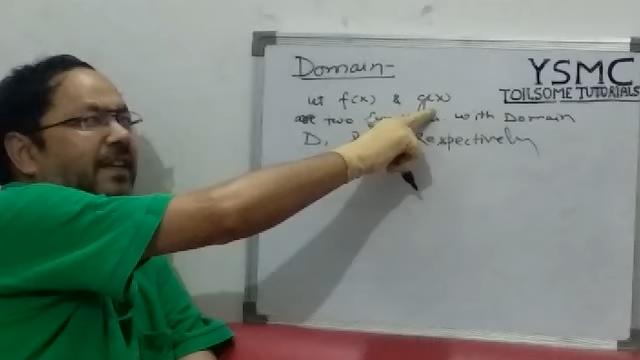 Domain-
YSMC
TOILSOME TUTORIALS
Let f(x) & g(x)
are two with Domain
D, Respectively